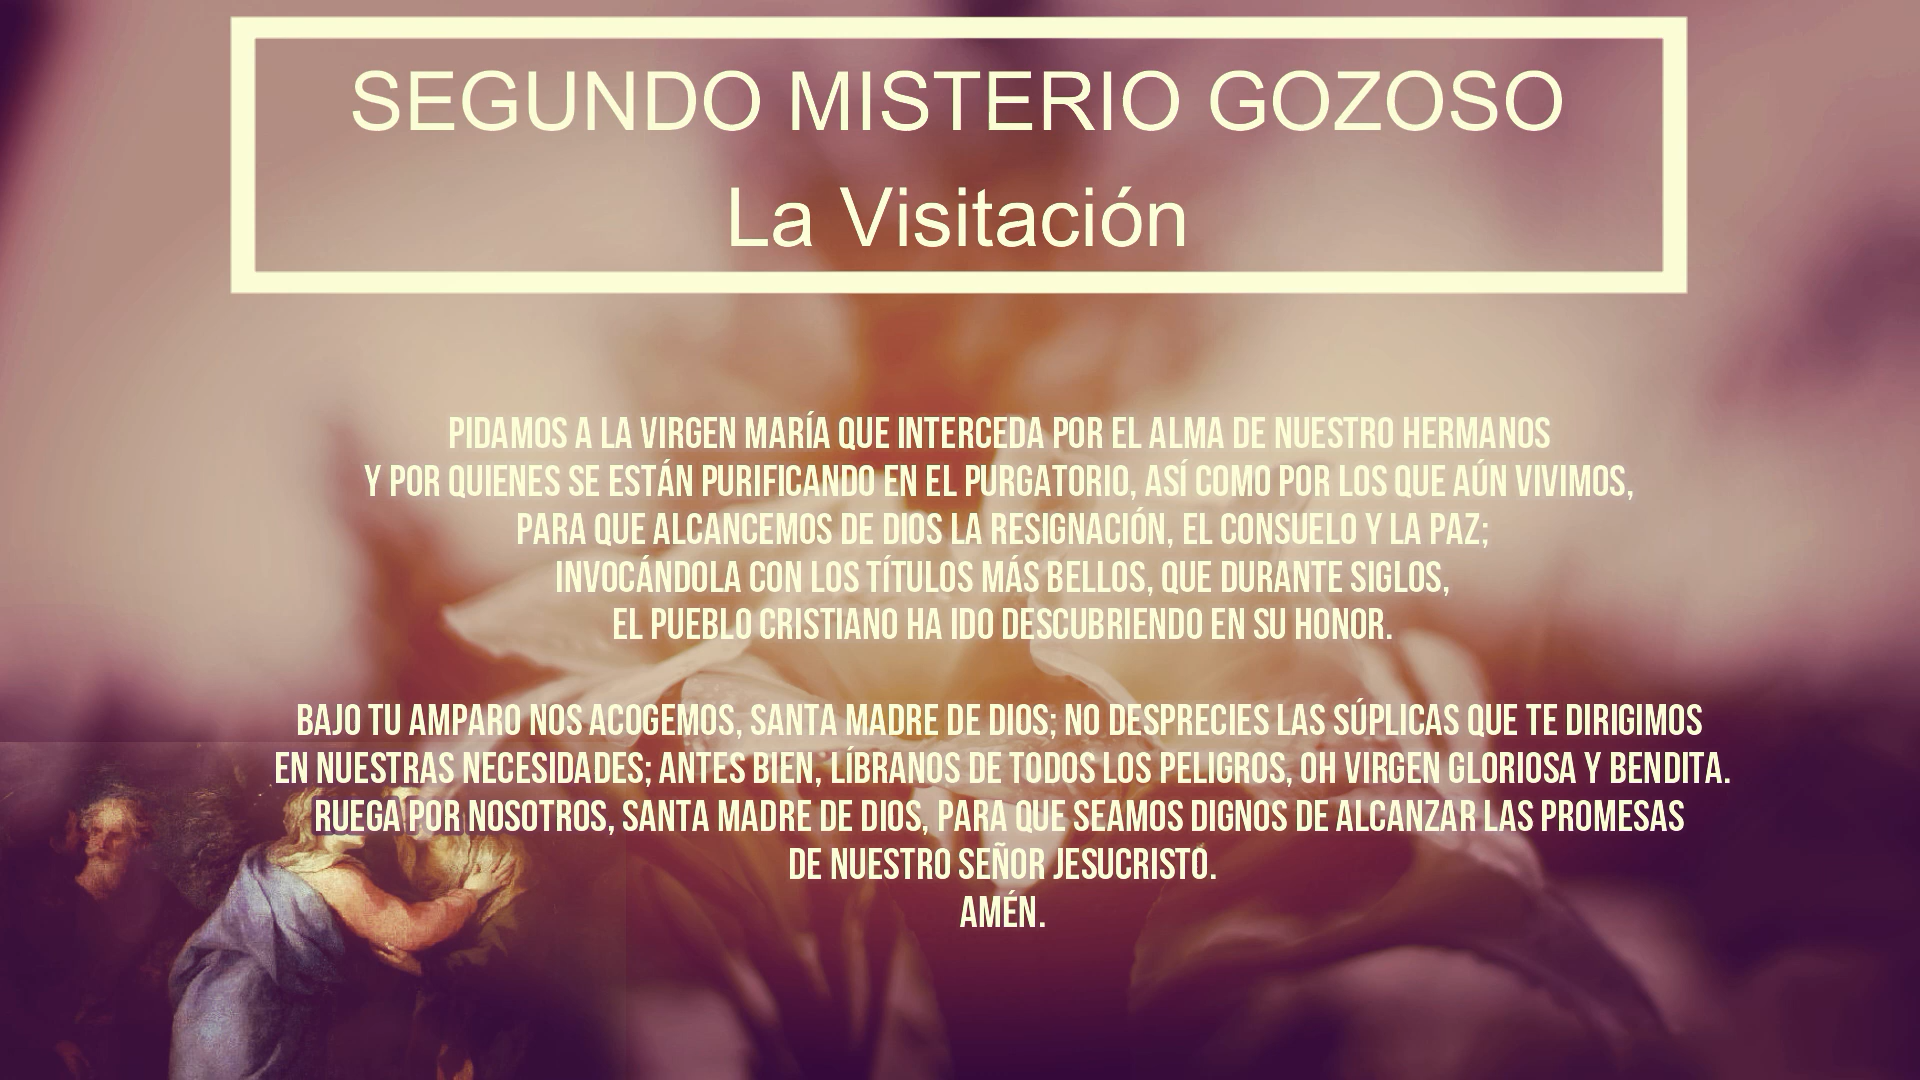 SEGUNDO MISTERIO GOZOSO
La Visitación
PIDAMOS A LA VIRGEN MARÍA QUE INTERCEDA POR EL ALMA DE NUESTRO HERMANOS
Y POR QUIENES SE ESTÁN PURIFICANDO EN EL PURGATORIO, ASÍ COMO POR LOS QUE AÚN VIVIMOS,
PARA QUE ALCANCEMOS DE DIOS LA RESIGNACIÓN, EL CONSUELO Y LA PAZ;
INVOCÁNDOLA CON LOS TÍTULOS MÁS BELLOS, QUE DURANTE SIGLOS,
EL PUEBLO CRISTIANO HA IDO DESCUBRIENDO EN SU HONOR.
BAJO TU AMPARO NOS ACOGEMOS, SANTA MADRE DE DIOS; NO DESPRECIES LAS SÚPLICAS QUE TE DIRIGIMOS
EN NUESTRAS NECESIDADES; ANTES BIEN, LÍBRANOS DE TODOS LOS PELIGROS, OH VIRGEN GLORIOSA Y BENDITA.
RUEGA POR NOSOTROS, SANTA MADRE DE DIOS, PARA QUE SEAMOS DIGNOS DE ALCANZAR LAS PROMESAS
DE NUESTRO SEÑOR JESUCRISTO.
AMÉN.